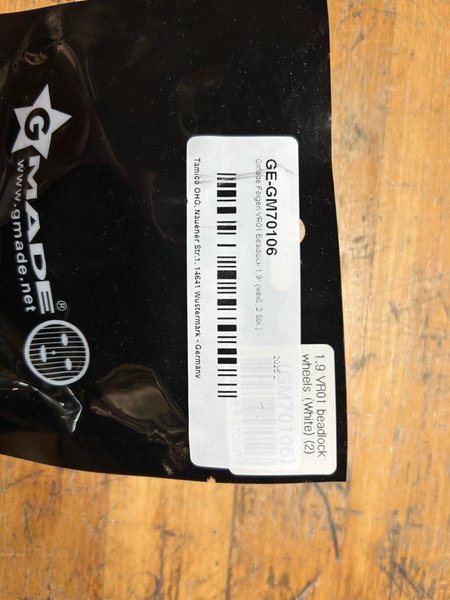 GMADE®
www.gmade.net
GE-GM70106
Gmade Felgen VR01 Beadlock 1.9" (weiß, 2 Stk.)
Tamico OHG, Nauener Str.1, 14641 Wustermark - Germany
1.9 VR01 beadlock
wheels (White) (2)
(GM70106)